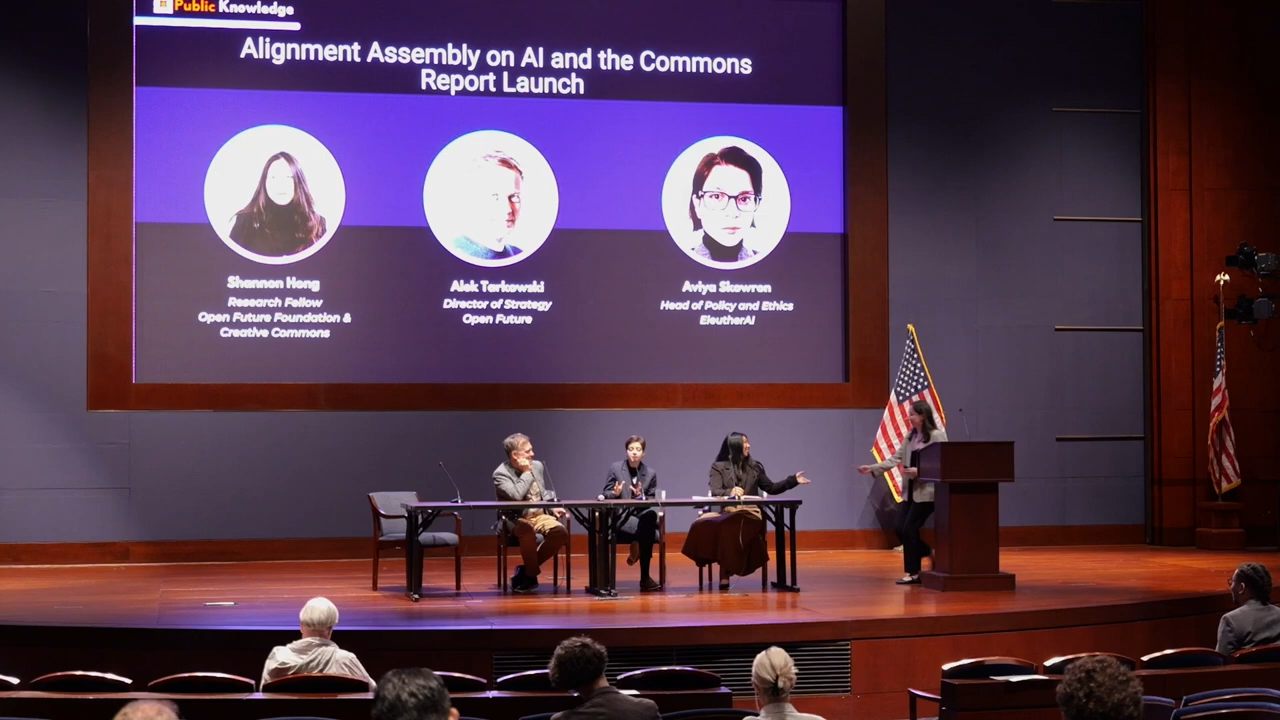 Public Knowledge
Alignment Assembly on AI and the Commons
Report Launch
Shannon Hong
Research Fellow
Open Future Foundation &
Creative Commons
Alek Tarkowski
Director of Strategy
Open Future
Aviya Skowron
Head of Policy and Ethics
EleutherAI